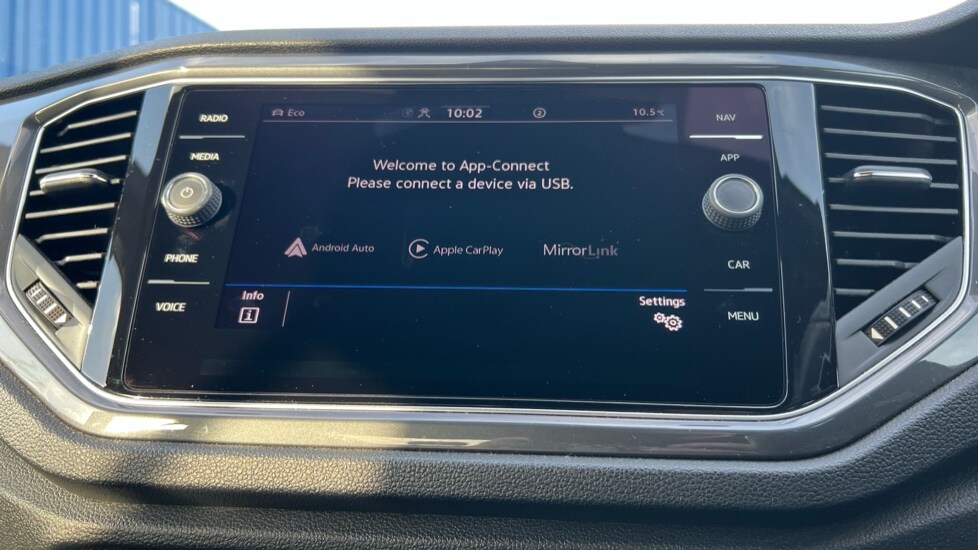 RADIO
MEDIA
PHONE
VOICE
Eco
10:02
2
10.5°C
Welcome to App-Connect
Please connect a device via USB.
Android Auto
Apple CarPlay
MirrorLink
Info
i
Settings
NAV
APP
CAR
MENU